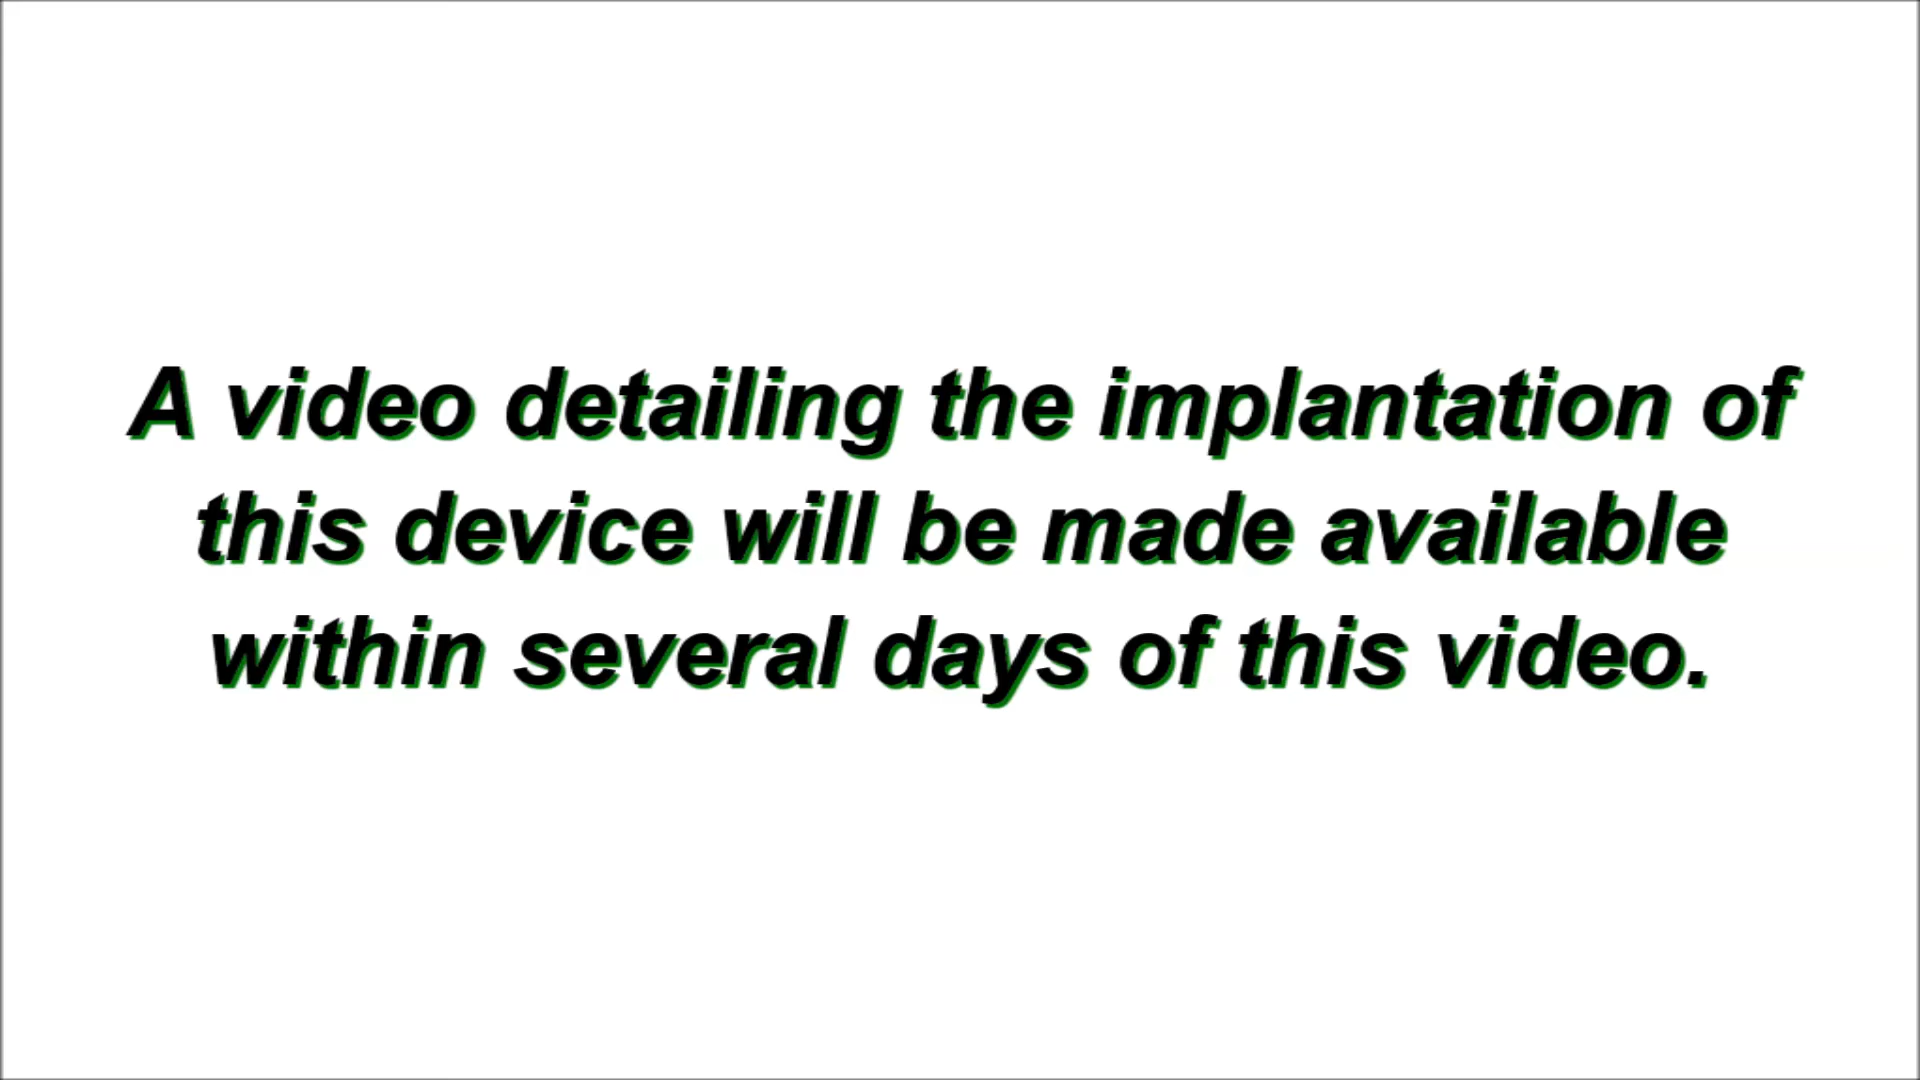 A video detailing the implantation of
this device will be made available
within several days of this video.